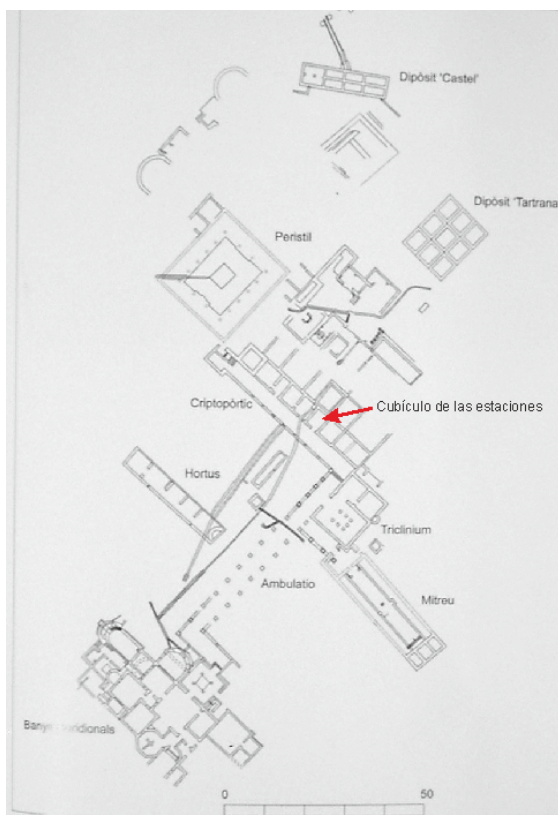 Dipòsit 'Castel'
Dipòsit 'Tartrana
Peristil
Cubículo de las estaciones
Criptopòrtic
Hortus
Triclinium
Ambulatio
Mitreu
0
50